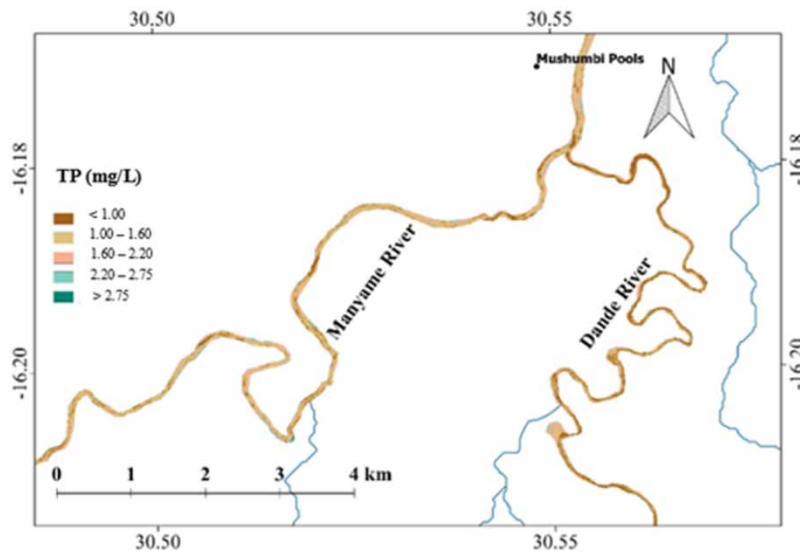 30.50 30.55
Mushumbi Pools
N
-16.18 -16.18
TP (mg/L)
< 1.00
1.00 – 1.60
1.60 – 2.20
2.20 – 2.75
> 2.75
Manyame River
Dande River
-16.20 -16.20
0 1 2 3 4 km
30.50 30.55